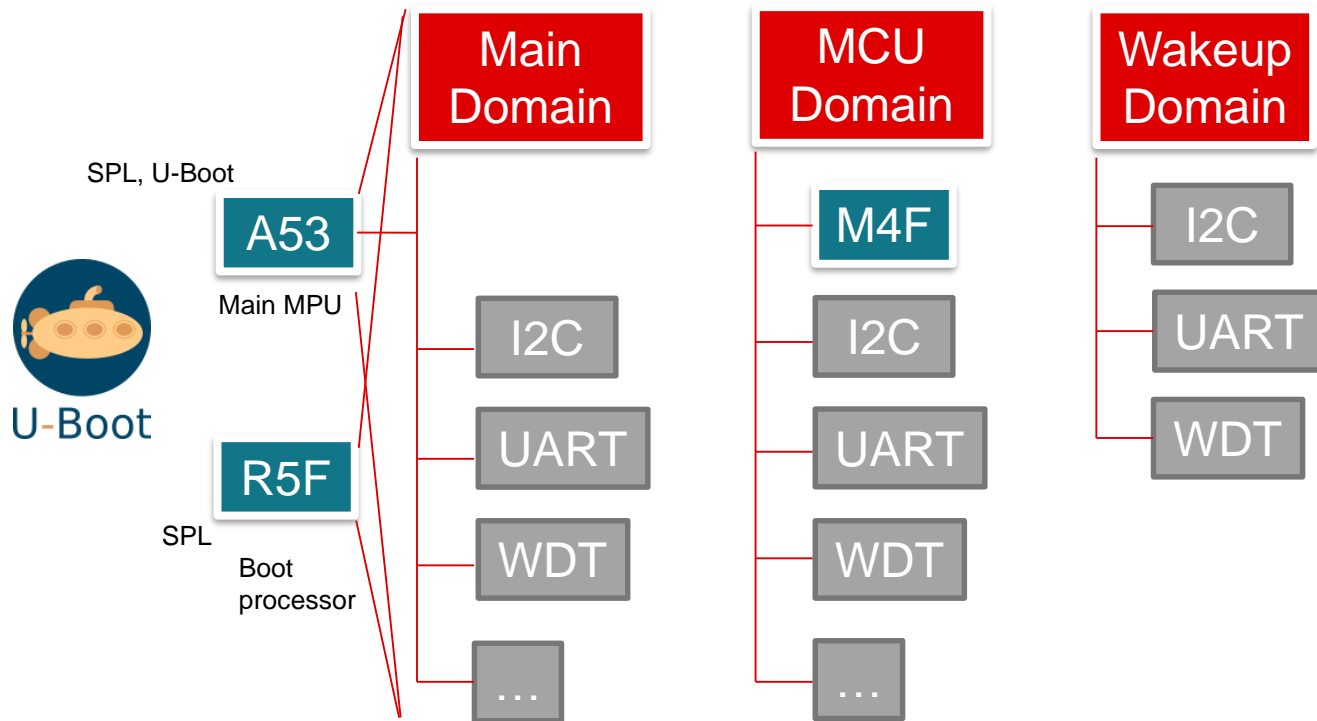 Main
Domain
MCU
Domain
Wakeup
Domain
SPL, U-Boot
A53
Main MPU
U-Boot
R5F
SPL
Boot
processor
I2C
UART
WDT
...
M4F
I2C
UART
WDT
...
I2C
UART
WDT